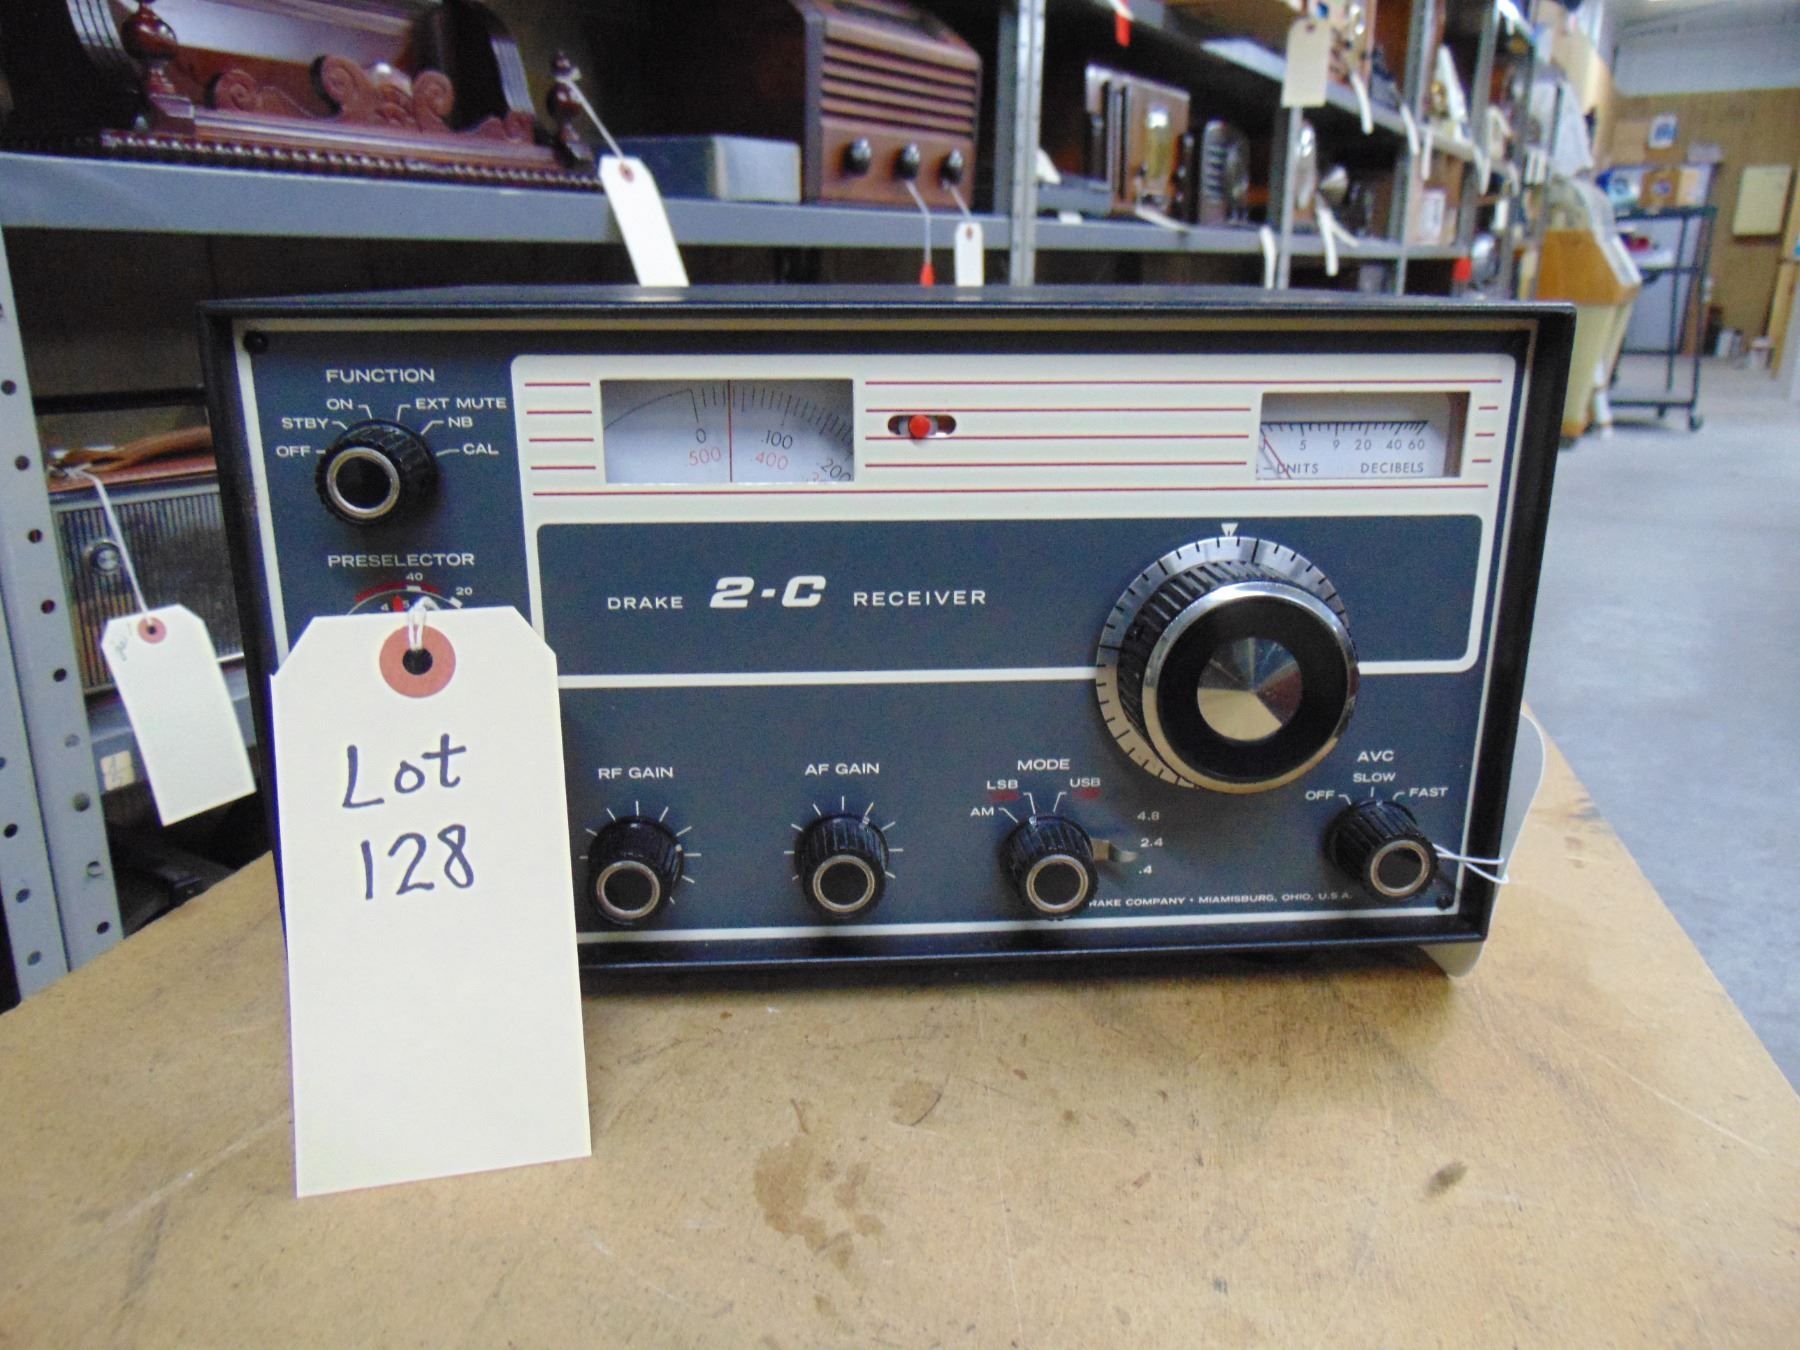 FUNCTION
ON EXT MUTE
STBY NB
OFF CAL
PRESELECTOR
40
20
0 .100 .200
.500 .400
5 9 20 40 60
UNITS DECIBELS
DRAKE 2-C RECEIVER
Lot
128
RF GAIN
AF GAIN
MODE
LSB USB
AM
4.8
2.4
.4
AVC
SLOW
OFF FAST
RAKE COMPANY • MIAMISBURG, OHIO, U.S.A.